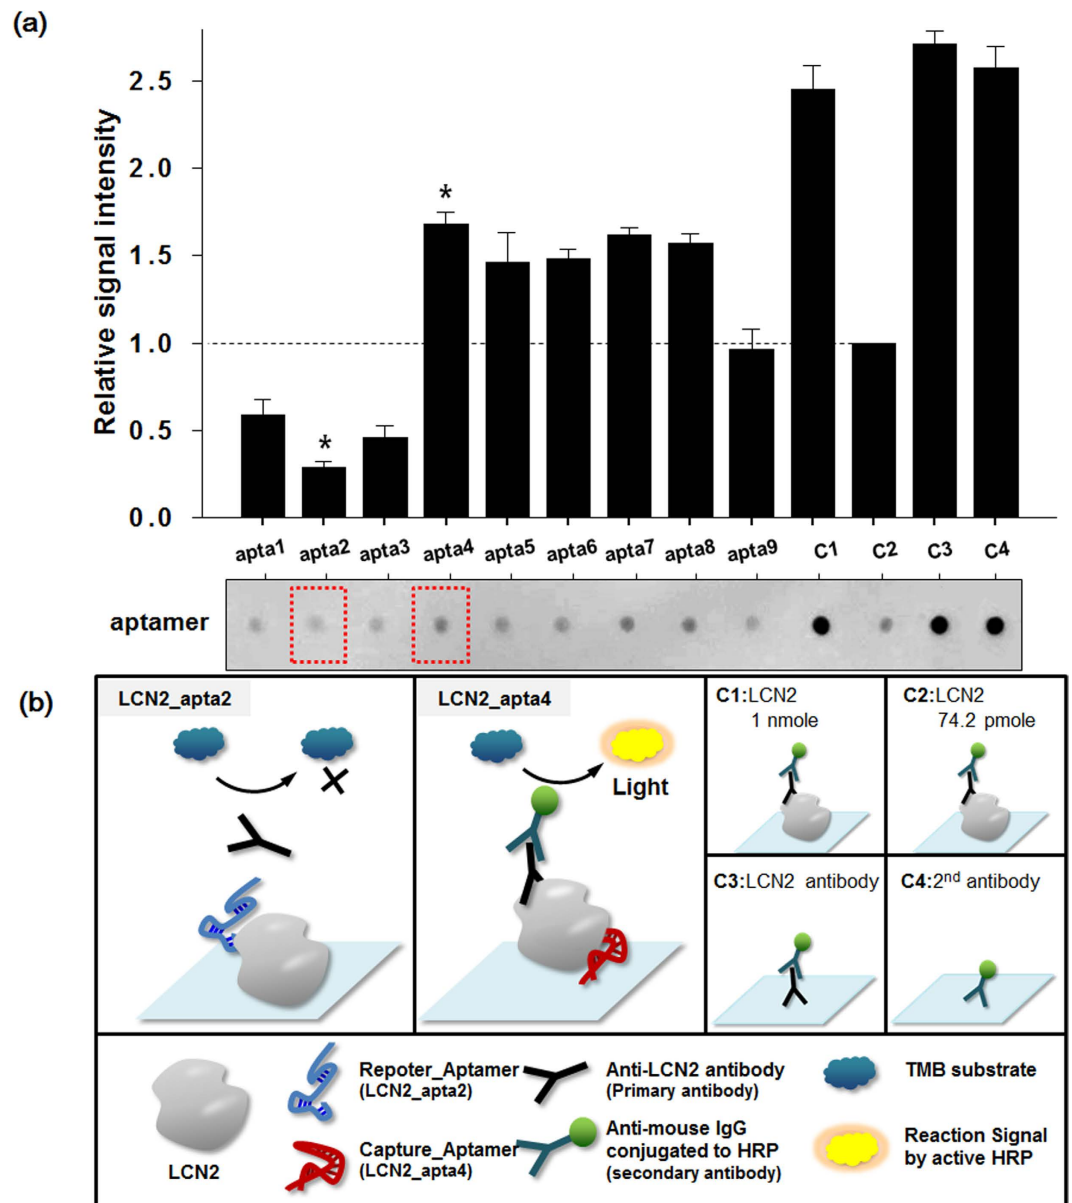 (a)
Relative signal intensity
2.5
2.0
1.5
1.0
0.5
0.0
*
*
apta1 apta2 apta3 apta4 apta5 apta6 apta7 apta8 apta9 C1 C2 C3 C4
aptamer
(b)
LCN2_apta2
LCN2_apta4
Light
C1:LCN2
1 nmole
C2:LCN2
74.2 pmole
C3:LCN2 antibody
C4:2nd antibody
LCN2
Repoter_Aptamer
(LCN2_apta2)
Capture_Aptamer
(LCN2_apta4)
Anti-LCN2 antibody
(Primary antibody)
Anti-mouse IgG
conjugated to HRP
(secondary antibody)
TMB substrate
Reaction Signal
by active HRP